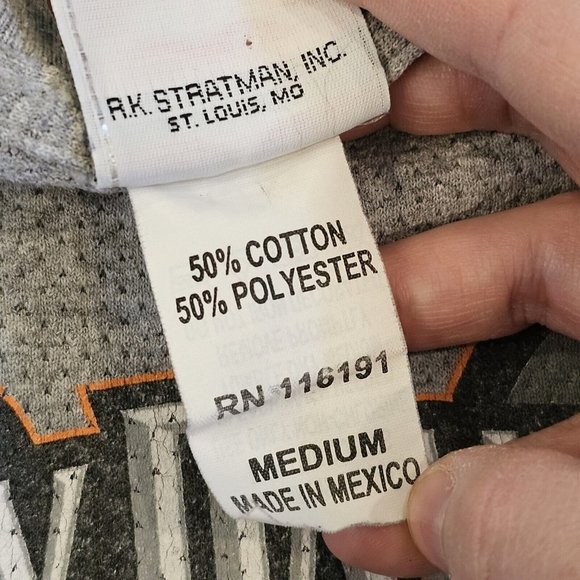 R.K. STRATMAN, INC.
ST. LOUIS, MO
50% COTTON
50% POLYESTER
RN 116191
MEDIUM
MADE IN MEXICO